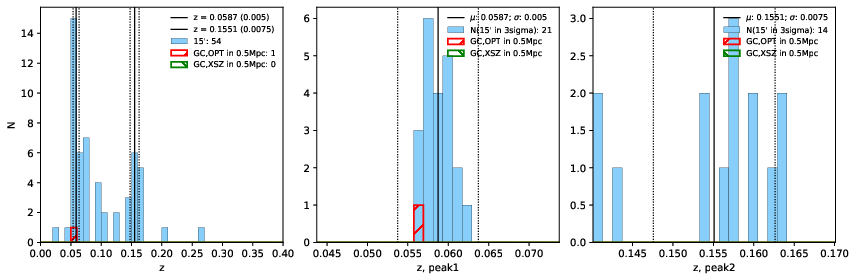 z = 0.0587 (0.005)
z = 0.1551 (0.0075)
15': 54
GC,OPT in 0.5Mpc: 1
GC,XSZ in 0.5Mpc: 0
N
14
12
10
8
6
4
2
0
0.00 0.05 0.10 0.15 0.20 0.25 0.30 0.35 0.40
z
μ: 0.0587; σ: 0.005
N(15' in 3sigma): 21
GC,OPT in 0.5Mpc
GC,XSZ in 0.5Mpc
6
5
4
3
2
1
0
0.045 0.050 0.055 0.060 0.065 0.070
z, peak1
μ: 0.1551; σ: 0.0075
N(15' in 3sigma): 14
GC,OPT in 0.5Mpc
GC,XSZ in 0.5Mpc
3.0
2.5
2.0
1.5
1.0
0.5
0.0
0.145 0.150 0.155 0.160 0.165 0.170
z, peak2